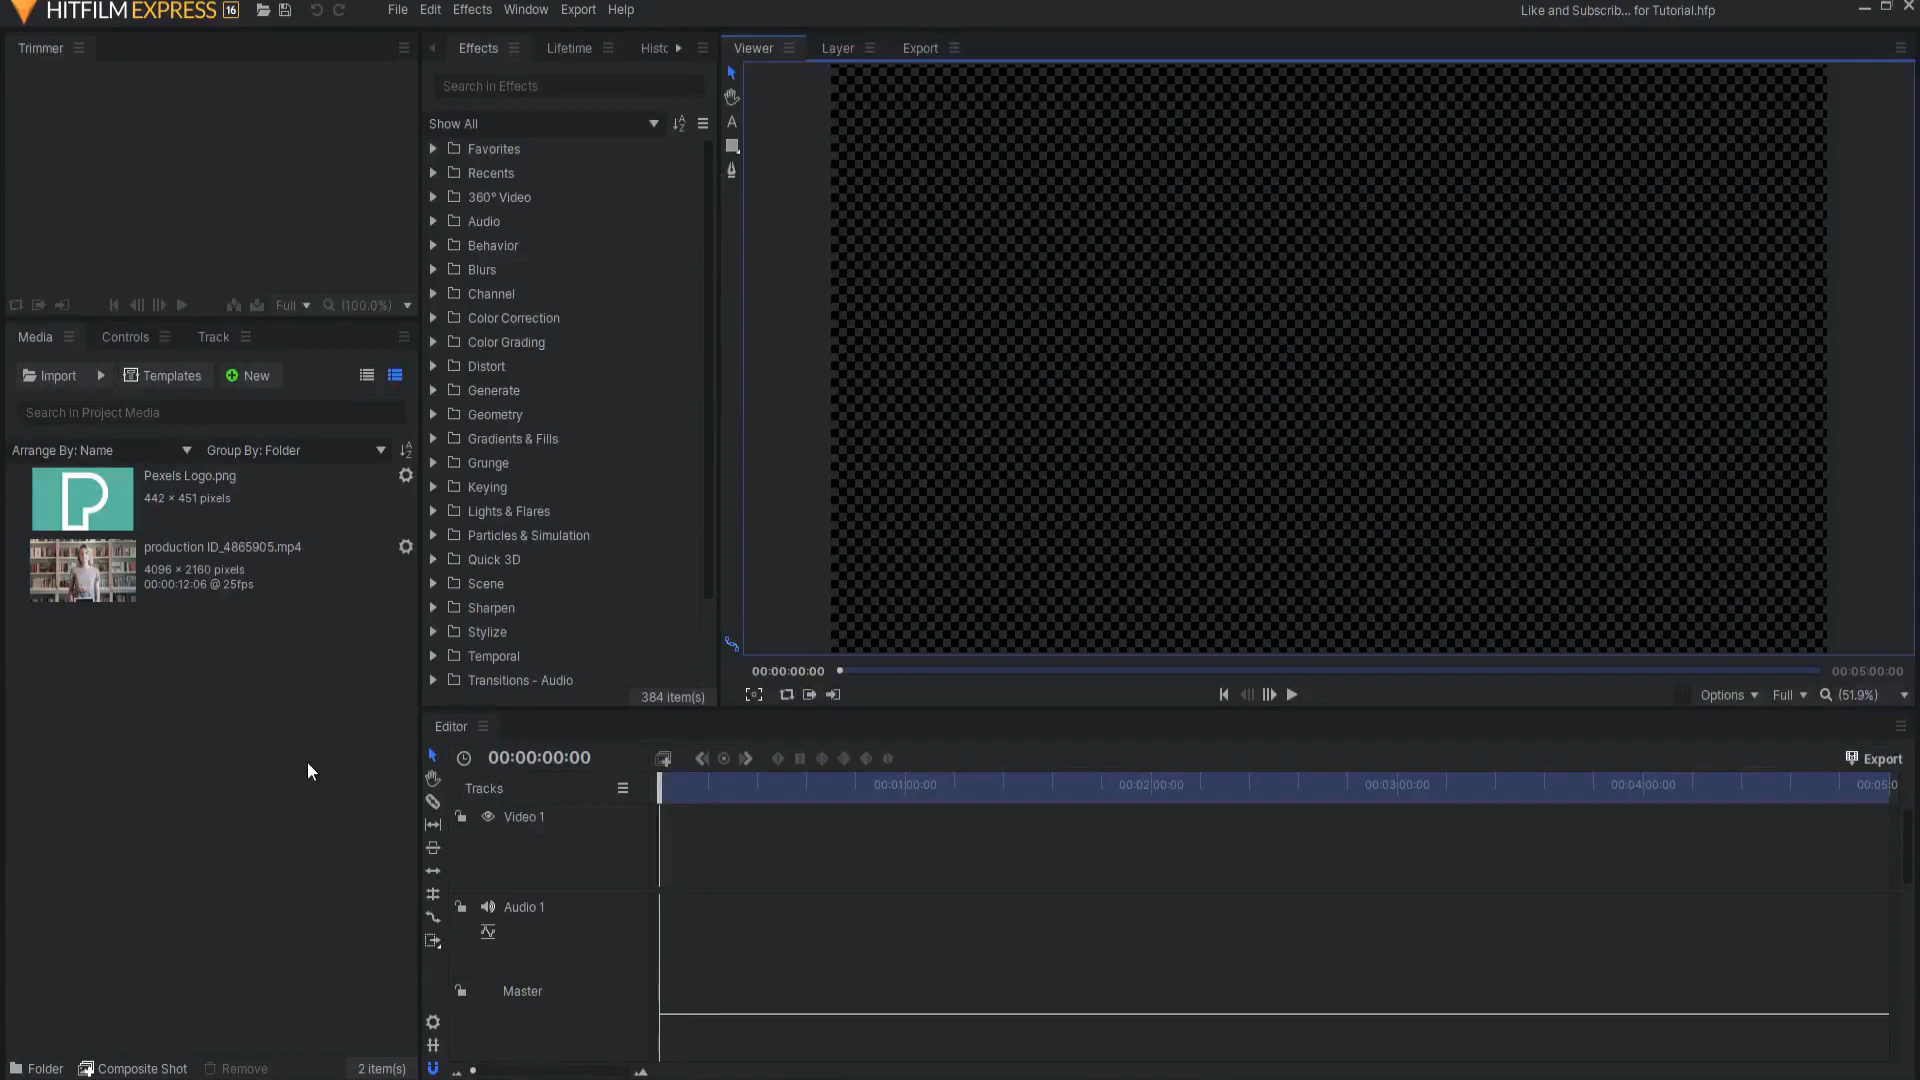 HITFILM EXPRESS 16
File Edit Effects Window Export Help
Like and Subscrib... for Tutorial.hfp
Trimmer
Full (100.0%)
Media Controls Track
Import Templates New
Search in Project Media
Arrange By: Name Group By: Folder
Pexels Logo.png
442 × 451 pixels
production ID_4865905.mp4
4096 × 2160 pixels
00:00:12:06 @ 25fps
Folder Composite Shot Remove 2 item(s)
Effects Lifetime Histo
Search in Effects
Show All
Favorites
Recents
360° Video
Audio
Behavior
Blurs
Channel
Color Correction
Color Grading
Distort
Generate
Geometry
Gradients & Fills
Grunge
Keying
Lights & Flares
Particles & Simulation
Quick 3D
Scene
Sharpen
Stylize
Temporal
Transitions - Audio
384 item(s)
Viewer Layer Export
A
00:00:00:00 00:05:00:00
Options Full (51.9%)
Editor
00:00:00:00 Export
Tracks 00:01:00:00 00:02:00:00 00:03:00:00 00:04:00:00 00:05:0
Video 1
Audio 1
Master